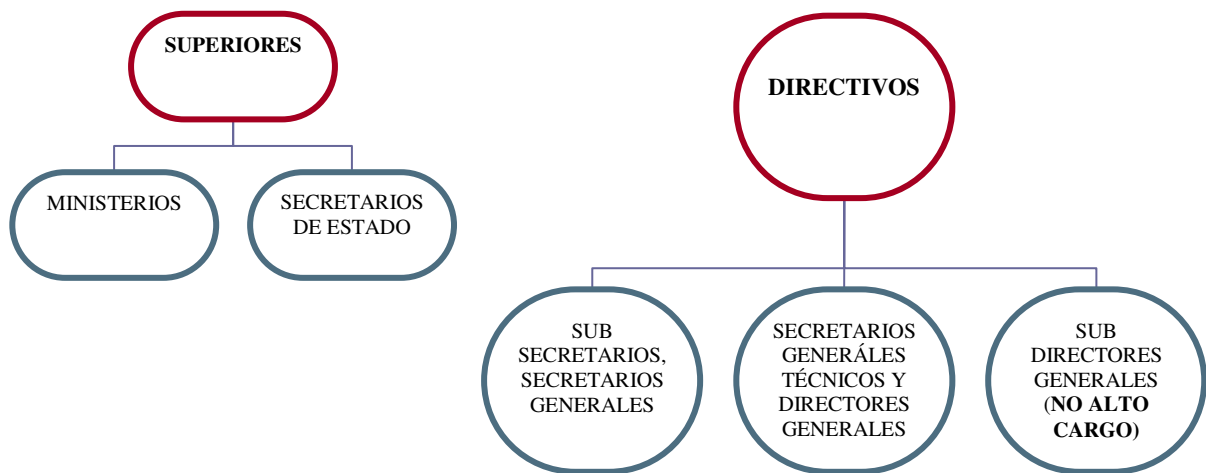 SUPERIORES
MINISTERIOS
SECRETARIOS
DE ESTADO
DIRECTIVOS
SUB
SECRETARIOS,
SECRETARIOS
GENERALES
SECRETARIOS
GENERÁLES
TÉCNICOS Y
DIRECTORES
GENERALES
SUB
DIRECTORES
GENERALES
(NO ALTO
CARGO)